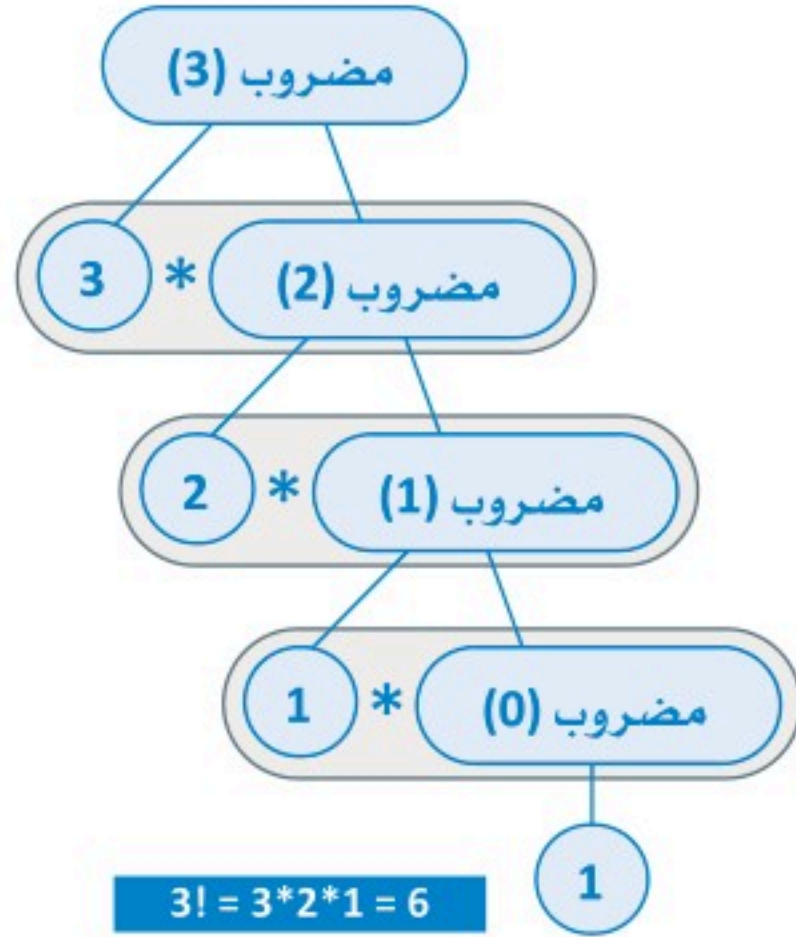 مضروب (3)
3 * مضروب (2)
2 * مضروب (1)
1 * مضروب (0)
1
3! = 3*2*1 = 6